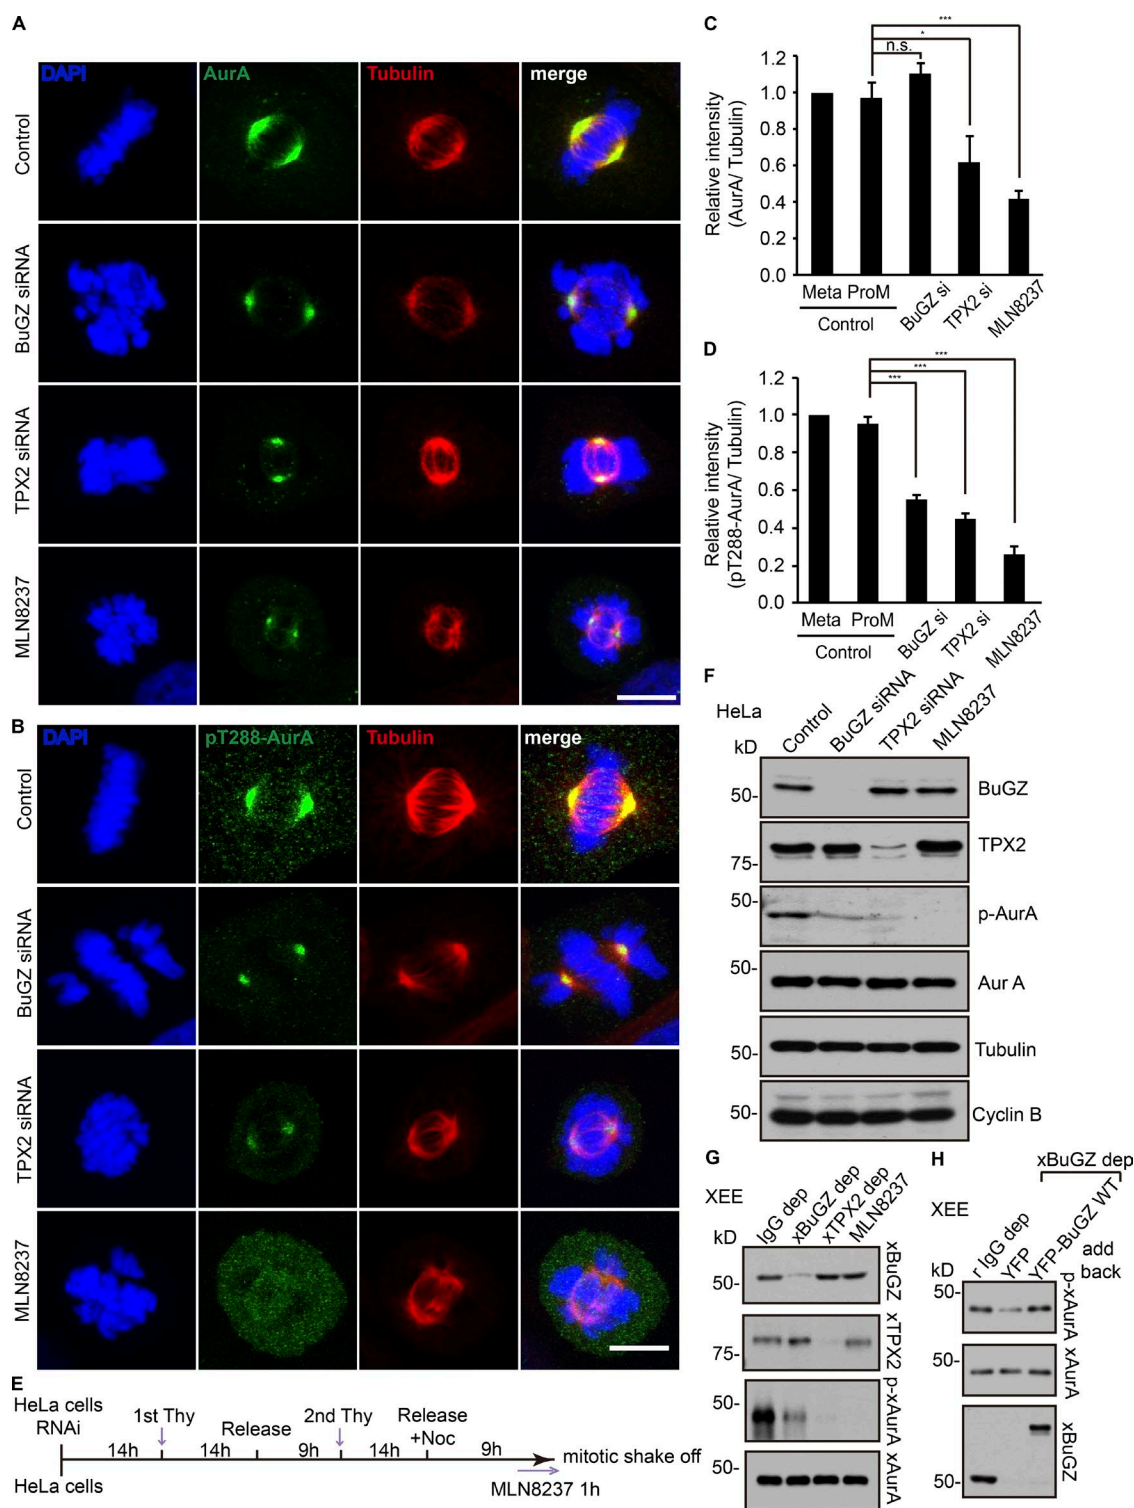 A
DAPI AurA Tubulin merge
Control
BuGZ siRNA
TPX2 siRNA
MLN8237
B
DAPI pT288-AurA Tubulin merge
Control
BuGZ siRNA
TPX2 siRNA
MLN8237
C
Relative intensity
(AurA/ Tubulin)
1.2
1.0
0.8
0.6
0.4
0.2
0.0
***
*
n.s.
Meta ProM BuGZ si TPX2 si MLN8237
Control
D
Relative intensity
(pT288-AurA/ Tubulin)
1.2
1.0
0.8
0.6
0.4
0.2
0.0
***
***
***
Meta ProM BuGZ si TPX2 si MLN8237
Control
E
HeLa cells
RNAi
1st Thy Release 2nd Thy Release
+Noc
14h 14h 9h 14h 9h
mitotic shake off
HeLa cells
MLN8237 1h
F
HeLa
Control BuGZ siRNA TPX2 siRNA MLN8237
kD
50- BuGZ
75- TPX2
50- p-AurA
50- Aur A
50- Tubulin
50- Cyclin B
G
XEE
IgG dep xBuGZ dep xTPX2 dep MLN8237
kD
50- xBuGZ
75- xTPX2
50- p-xAurA
50- xAurA
H
xBuGZ dep
XEE
r IgG dep YFP YFP-BuGZ WT
add
back
kD
50- p-xAurA
50- xAurA
50- xBuGZ